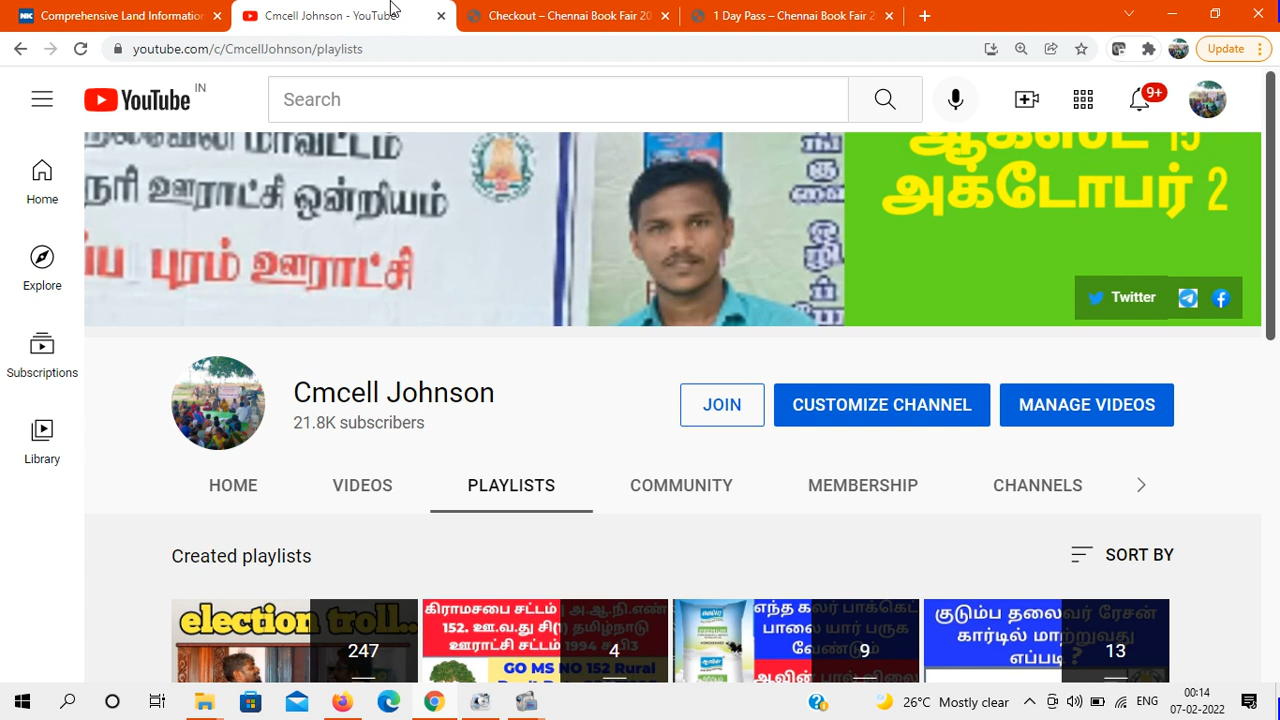 Comprehensive Land Information
Cmcell Johnson - YouTube
Checkout – Chennai Book Fair 20
1 Day Pass – Chennai Book Fair 2
youtube.com/c/CmcellJohnson/playlists
Update
YouTube IN
Search
9+
மாவட்டம்
ஊராட்சி ஒன்றியம்
புரம் ஊராட்சி
ஆகஸ்ட் 15
அக்டோபர் 2
Twitter
Home
Explore
Subscriptions
Library
Cmcell Johnson
21.8K subscribers
JOIN
CUSTOMIZE CHANNEL
MANAGE VIDEOS
HOME
VIDEOS
PLAYLISTS
COMMUNITY
MEMBERSHIP
CHANNELS
Created playlists
SORT BY
election troll..
247
கிராமசபை சட்டம் அ.ஆ.நி.எண்
152. ஊ.வ.து சி(1) தமிழ்நாடு
ஊராட்சி சட்டம் 1994
GO MS NO 152 Rural
4
எந்த கலர் பாக்கெட்
பாலை யார் பருக
வேண்டும்
9
குடும்ப தலைவர் ரேசன்
கார்டில் மாற்றுவது
எப்படி ?
13
26°C Mostly clear
ENG
00:14
07-02-2022